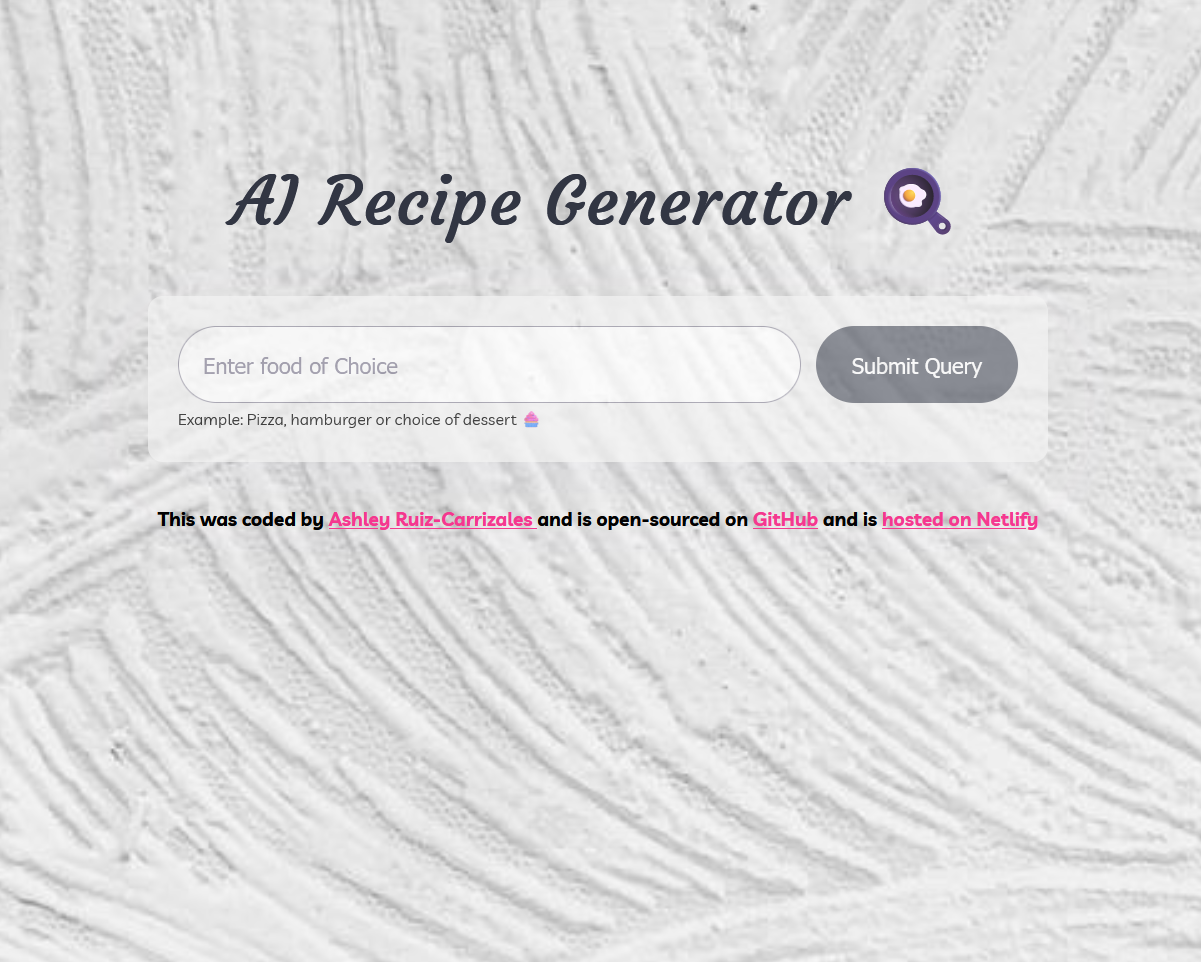 AI Recipe Generator 🍳
Enter food of Choice
Submit Query
Example: Pizza, hamburger or choice of dessert 🧁
This was coded by Ashley Ruiz-Carrizales and is open-sourced on GitHub and is hosted on Netlify